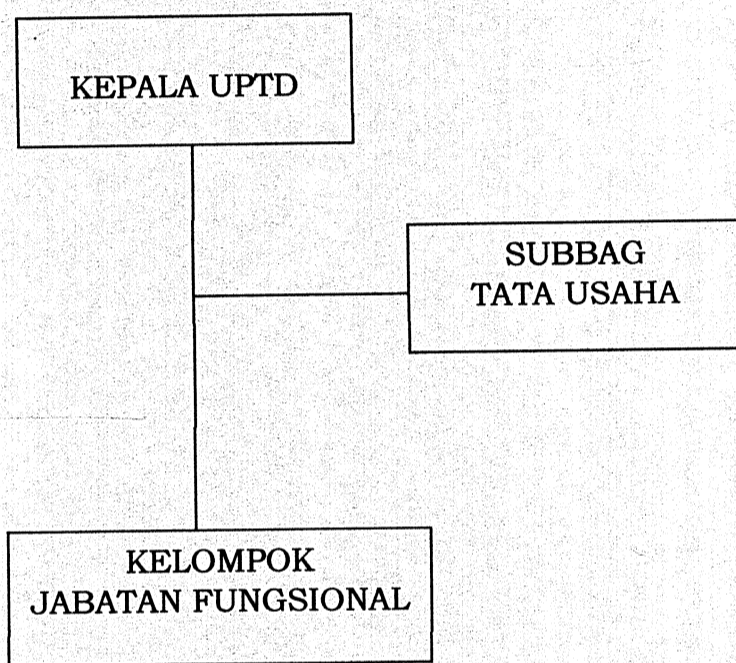 KEPALA UPTD
SUBBAG
TATA USAHA
KELOMPOK
JABATAN FUNGSIONAL